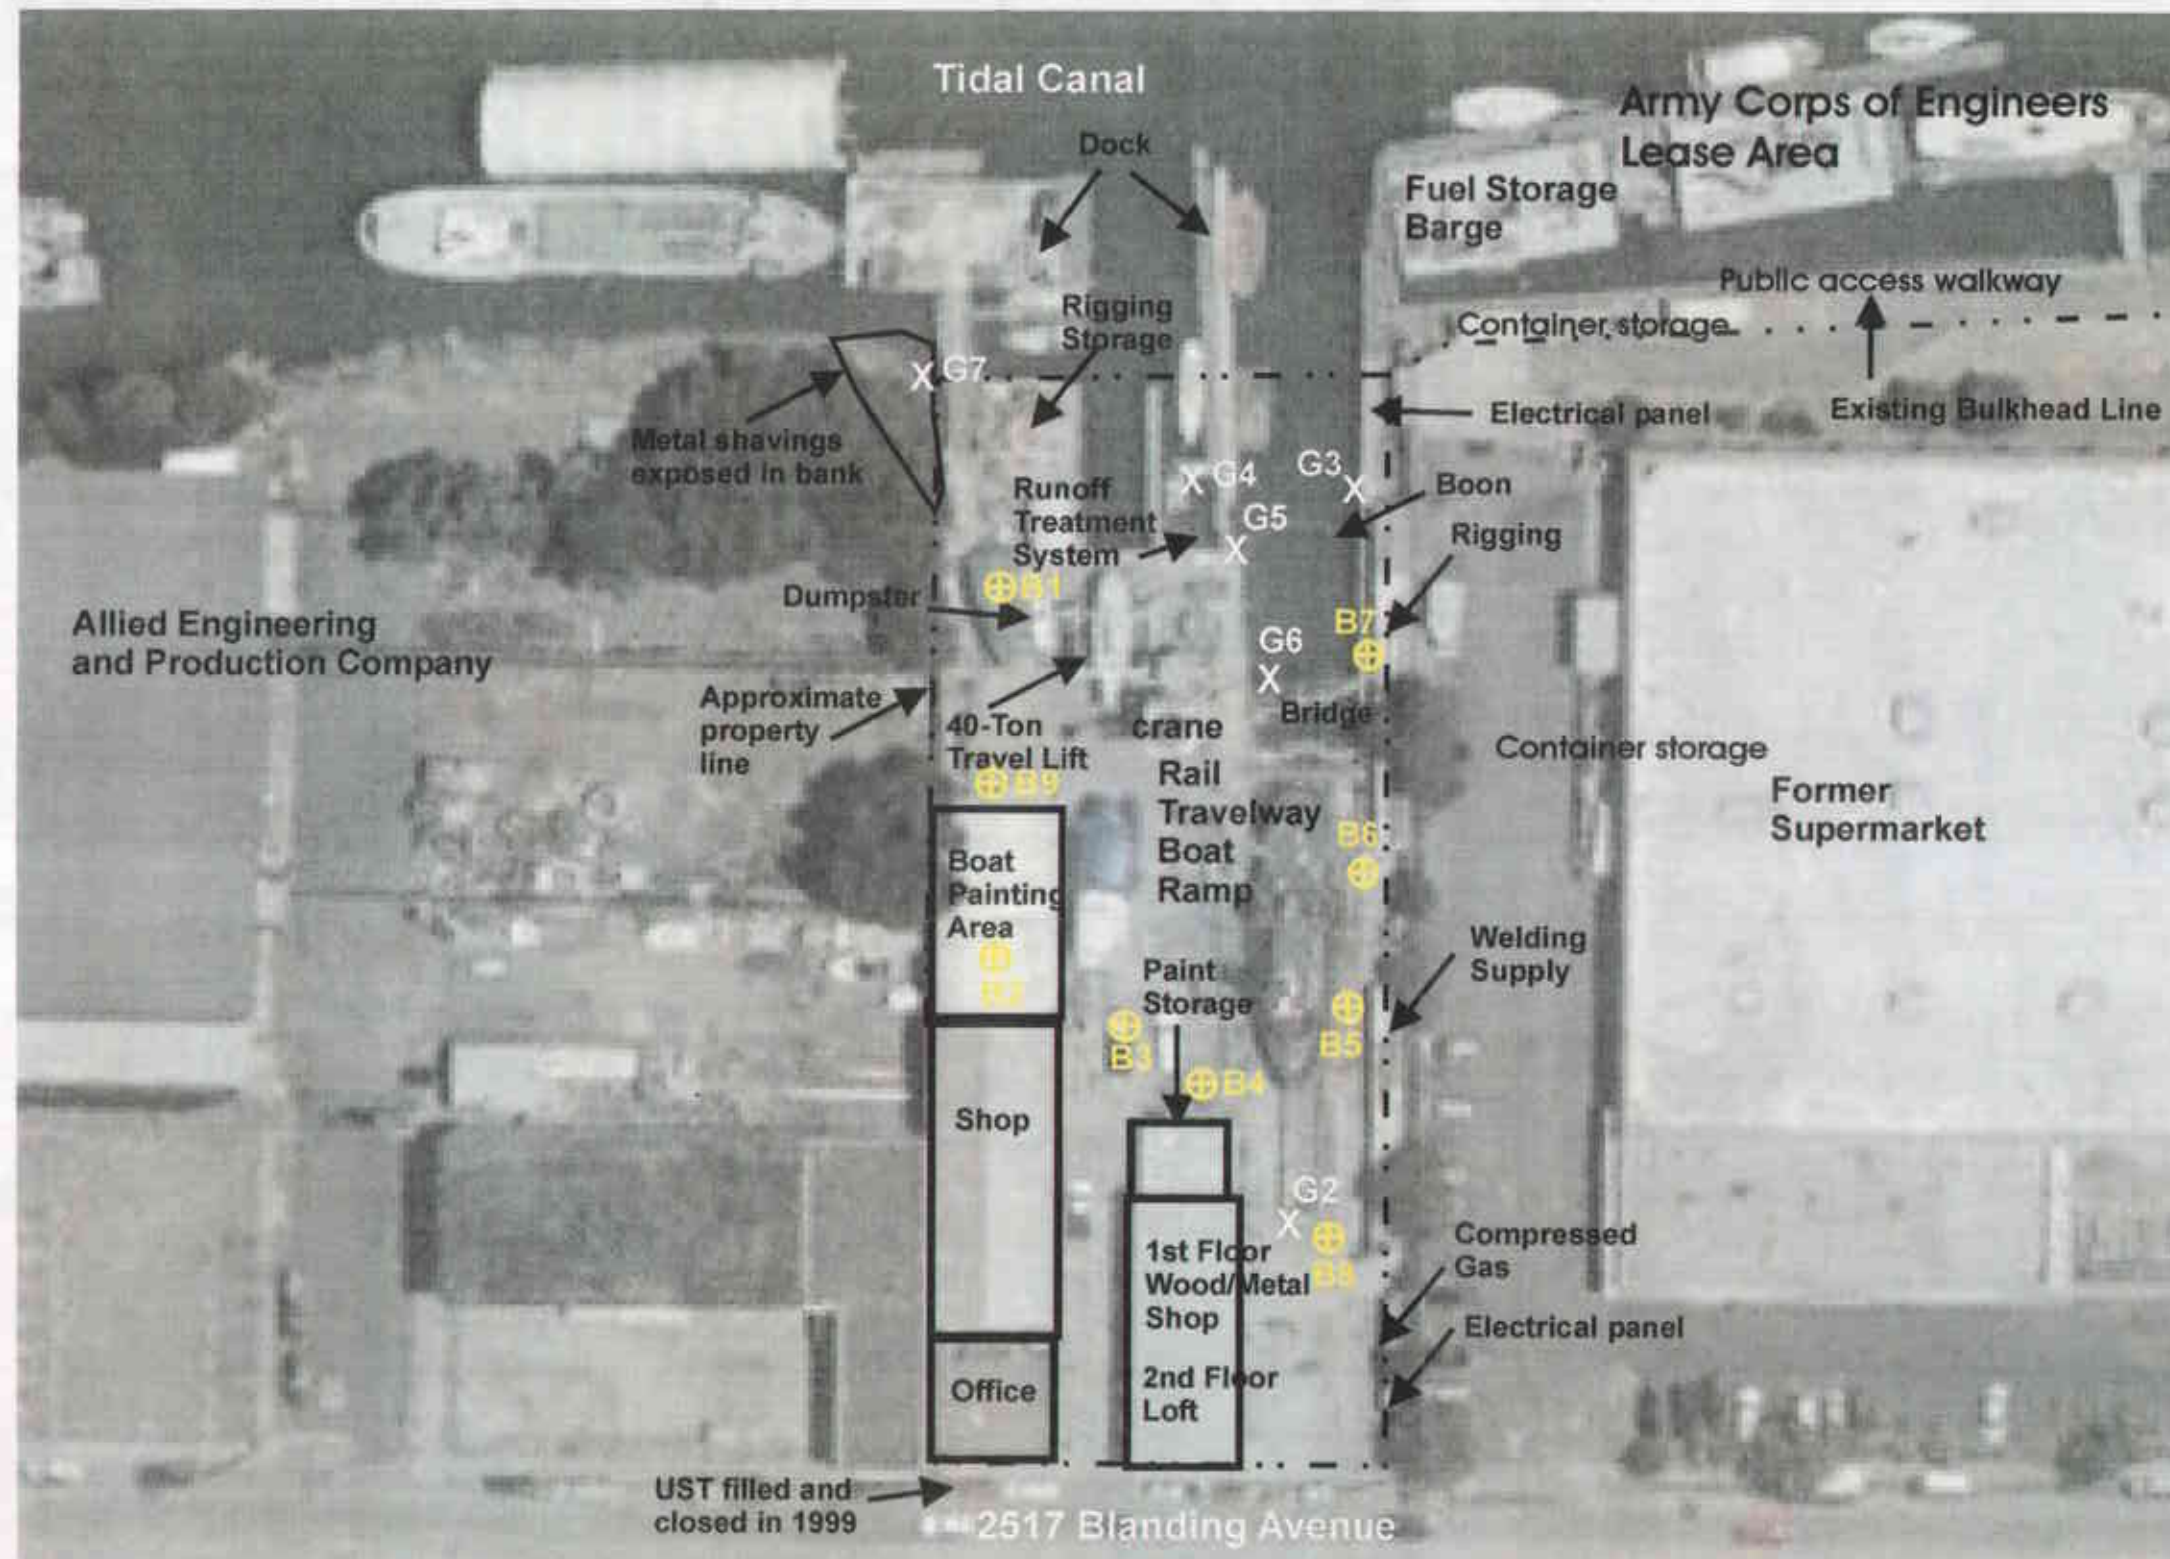 Tidal Canal
Army Corps of Engineers
Lease Area
Dock
Fuel Storage
Barge
Public access walkway
Rigging
Storage
Container storage
G7
Electrical panel
Existing Bulkhead Line
Metal shavings
exposed in bank
G4
G3
Boon
Runoff
Treatment
System
G5
Rigging
B1
Dumpster
B7
Allied Engineering
and Production Company
G6
Approximate
property
line
40-Ton
Travel Lift
crane
Bridge
Container storage
B9
Rail
Travelway
Boat
Ramp
Former
Supermarket
B6
Boat
Painting
Area
Welding
Supply
Paint
Storage
B2
B3
B5
B4
Shop
G2
1st Floor
Wood/Metal
Shop
B8
Compressed
Gas
Electrical panel
2nd Floor
Loft
Office
UST filled and
closed in 1999
2517 Blanding Avenue